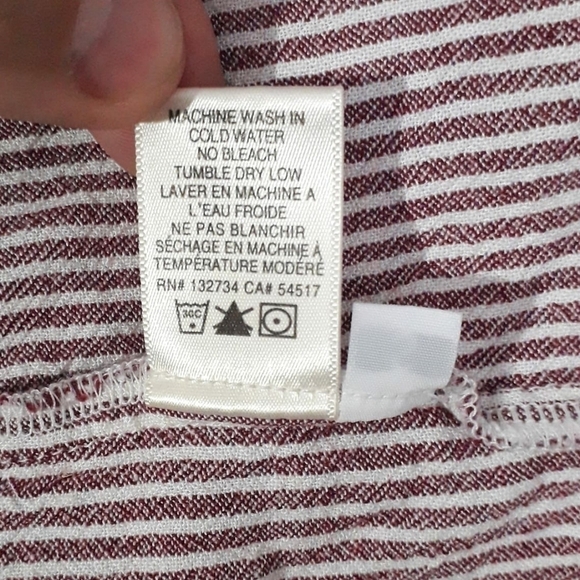 MACHINE WASH IN
COLD WATER
NO BLEACH
TUMBLE DRY LOW
LAVER EN MACHINE A
L'EAU FROIDE
NE PAS BLANCHIR
SÉCHAGE EN MACHINE À
TEMPÉRATURE MODÉRÉ
RN# 132734 CA# 54517
30C